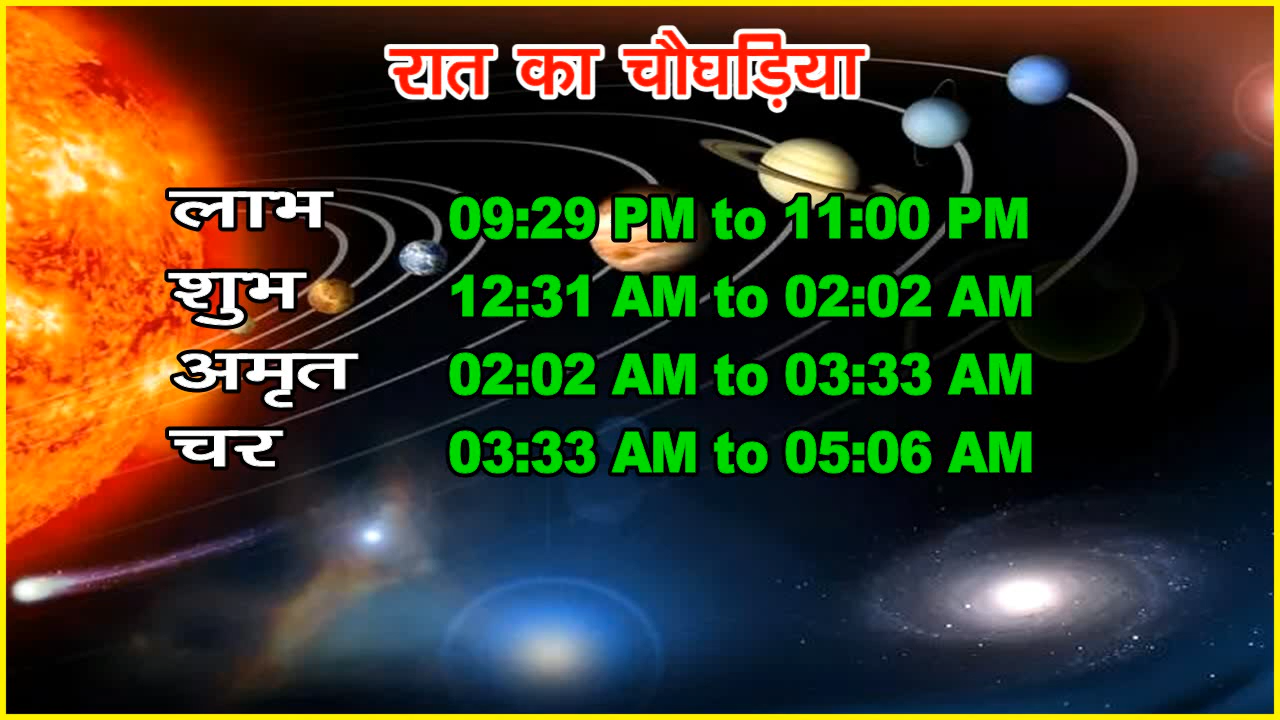 रात का चौघड़िया
लाभ 09:29 PM to 11:00 PM
शुभ 12:31 AM to 02:02 AM
अमृत 02:02 AM to 03:33 AM
चर 03:33 AM to 05:06 AM